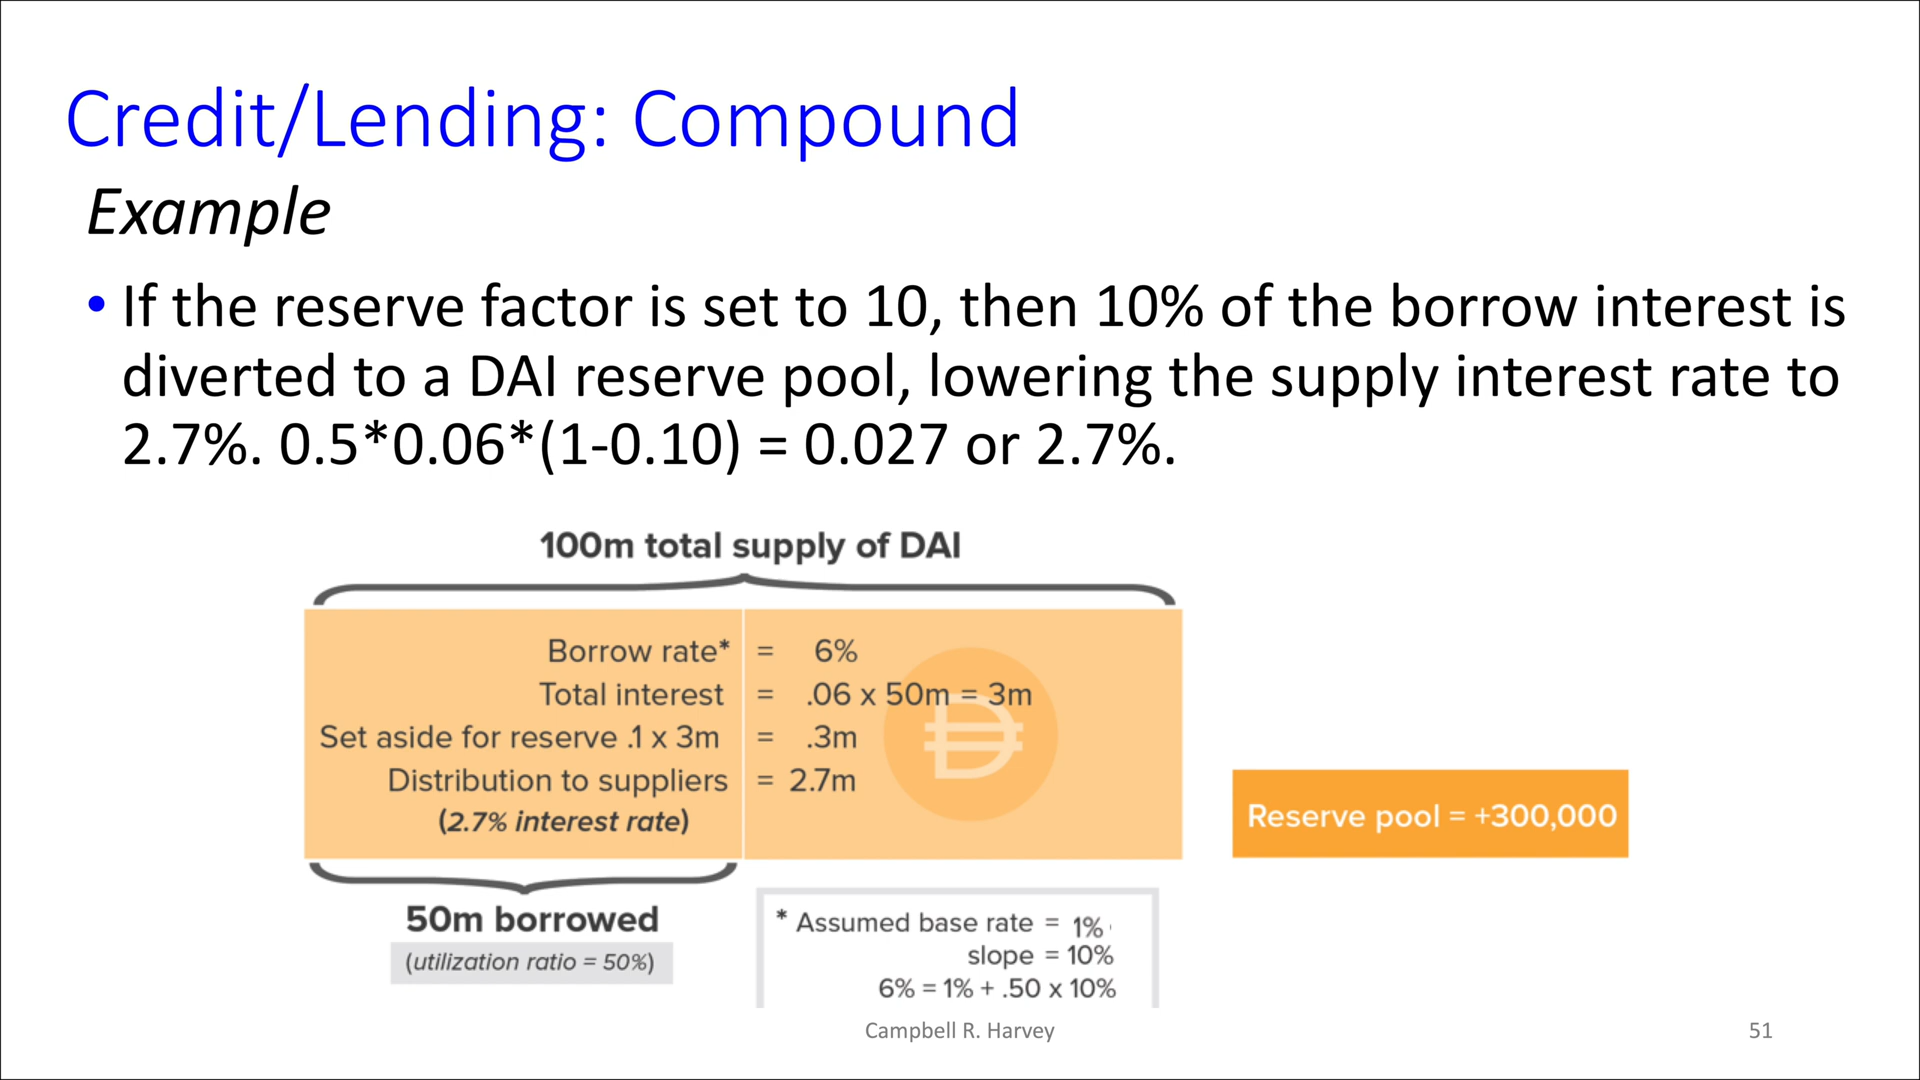 Credit/Lending: Compound
Example
• If the reserve factor is set to 10, then 10% of the borrow interest is
diverted to a DAI reserve pool, lowering the supply interest rate to
2.7%. 0.5*0.06*(1-0.10) = 0.027 or 2.7%.
100m total supply of DAI
Borrow rate* = 6%
Total interest = .06 x 50m = 3m
Set aside for reserve .1 x 3m = .3m
Distribution to suppliers = 2.7m
(2.7% interest rate)
Reserve pool = +300,000
50m borrowed
(utilization ratio = 50%)
* Assumed base rate = 1%
slope = 10%
6% = 1% + .50 x 10%
Campbell R. Harvey
51